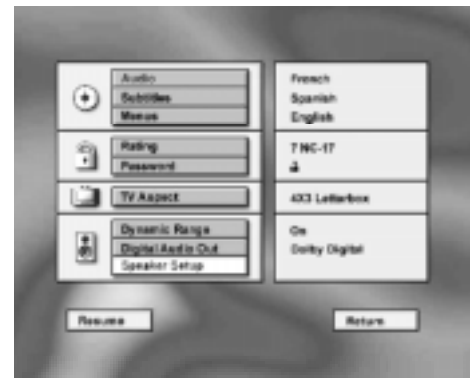 Audio French
Subtitles Spanish
Menus English
Rating 7 NC-17
Password
TV Aspect 4X3 Letterbox
Dynamic Range On
Digital Audio Out Dolby Digital
Speaker Setup
Resume Return